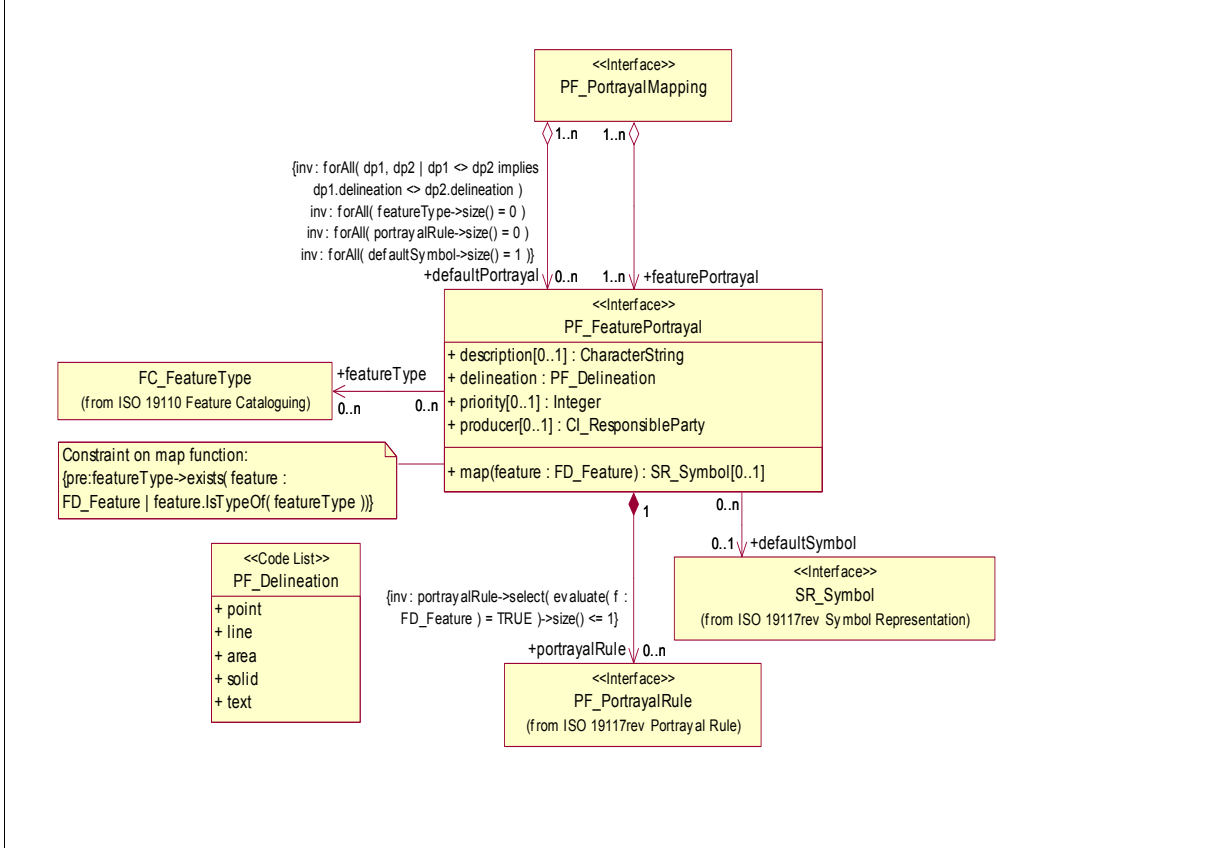 <<Interface>>
PF_PortrayalMapping
1..n
1..n
{inv: forAll( dp1, dp2 | dp1 <> dp2 implies
dp1.delineation <> dp2.delineation )
inv: forAll( featureType->size() = 0 )
inv: forAll( portrayalRule->size() = 0 )
inv: forAll( defaultSymbol->size() = 1 )}
+defaultPortrayal
0..n
1..n
+featurePortrayal
<<Interface>>
PF_FeaturePortrayal
+ description[0..1] : CharacterString
+ delineation : PF_Delineation
+ priority[0..1] : Integer
+ producer[0..1] : CI_ResponsibleParty
+ map(feature : FD_Feature) : SR_Symbol[0..1]
FC_FeatureType
(from ISO 19110 Feature Cataloguing)
+featureType
0..n
0..n
Constraint on map function:
{pre:featureType->exists( feature :
FD_Feature | feature.IsTypeOf( featureType ))}
<<Code List>>
PF_Delineation
+ point
+ line
+ area
+ solid
+ text
1
{inv: portrayalRule->select( evaluate( f :
FD_Feature ) = TRUE )->size() <= 1}
+portrayalRule
0..n
0..n
0..1
+defaultSymbol
<<Interface>>
SR_Symbol
(from ISO 19117rev Symbol Representation)
<<Interface>>
PF_PortrayalRule
(from ISO 19117rev Portrayal Rule)